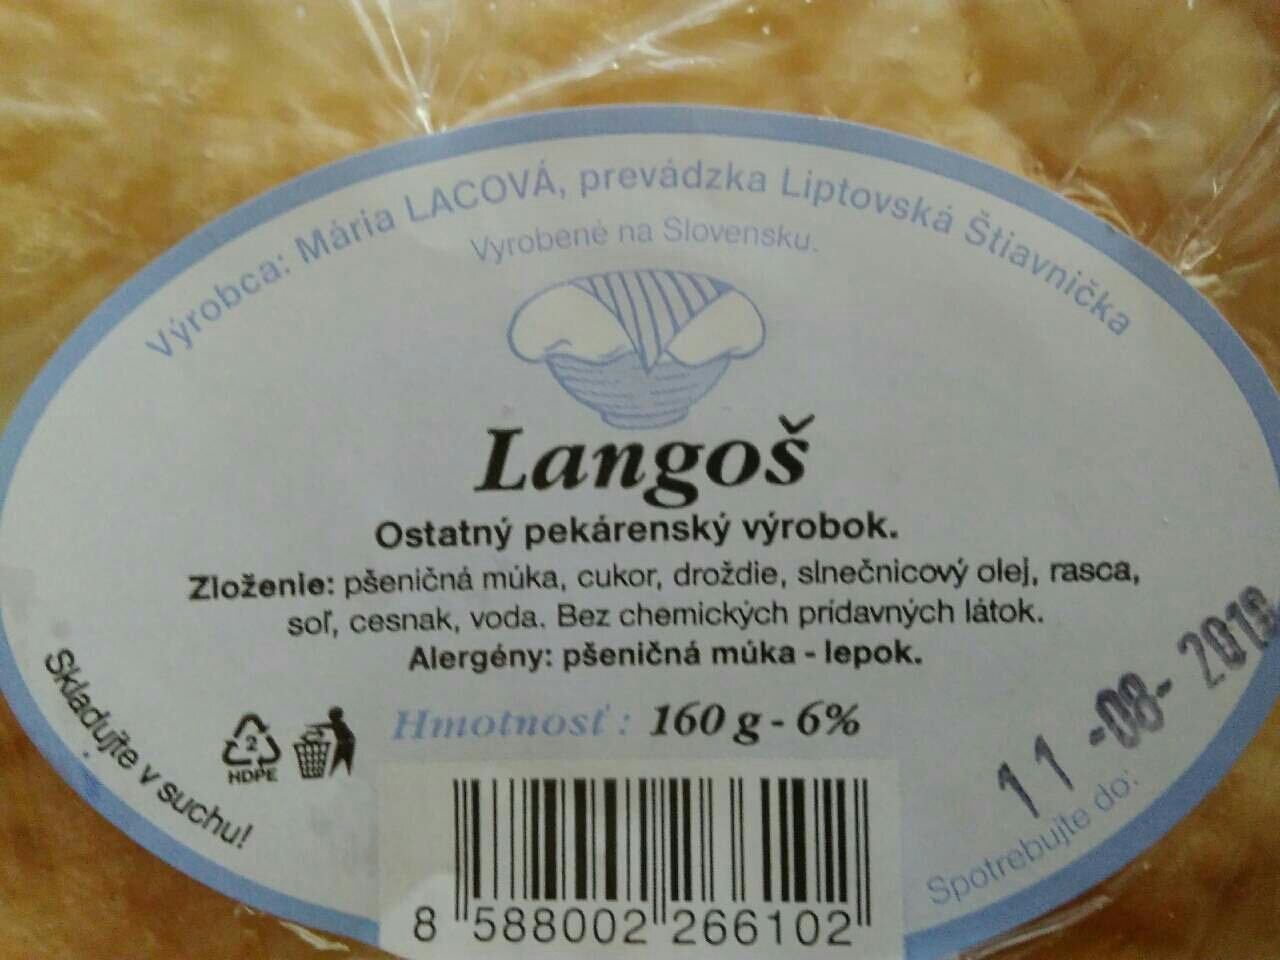 Výrobca: Mária LACOVÁ, prevádzka Liptovská Štiavnička
Vyrobené na Slovensku.
Langoš
Ostatný pekárenský výrobok.
Zloženie: pšeničná múka, cukor, droždie, slnečnicový olej, rasca,
soľ, cesnak, voda. Bez chemických prídavných látok.
Alergény: pšeničná múka - lepok.
Skladujte v suchu!
2
HDPE
Hmotnosť: 160 g - 6%
11 -08- 2019
Spotrebujte do:
8 588002 266102